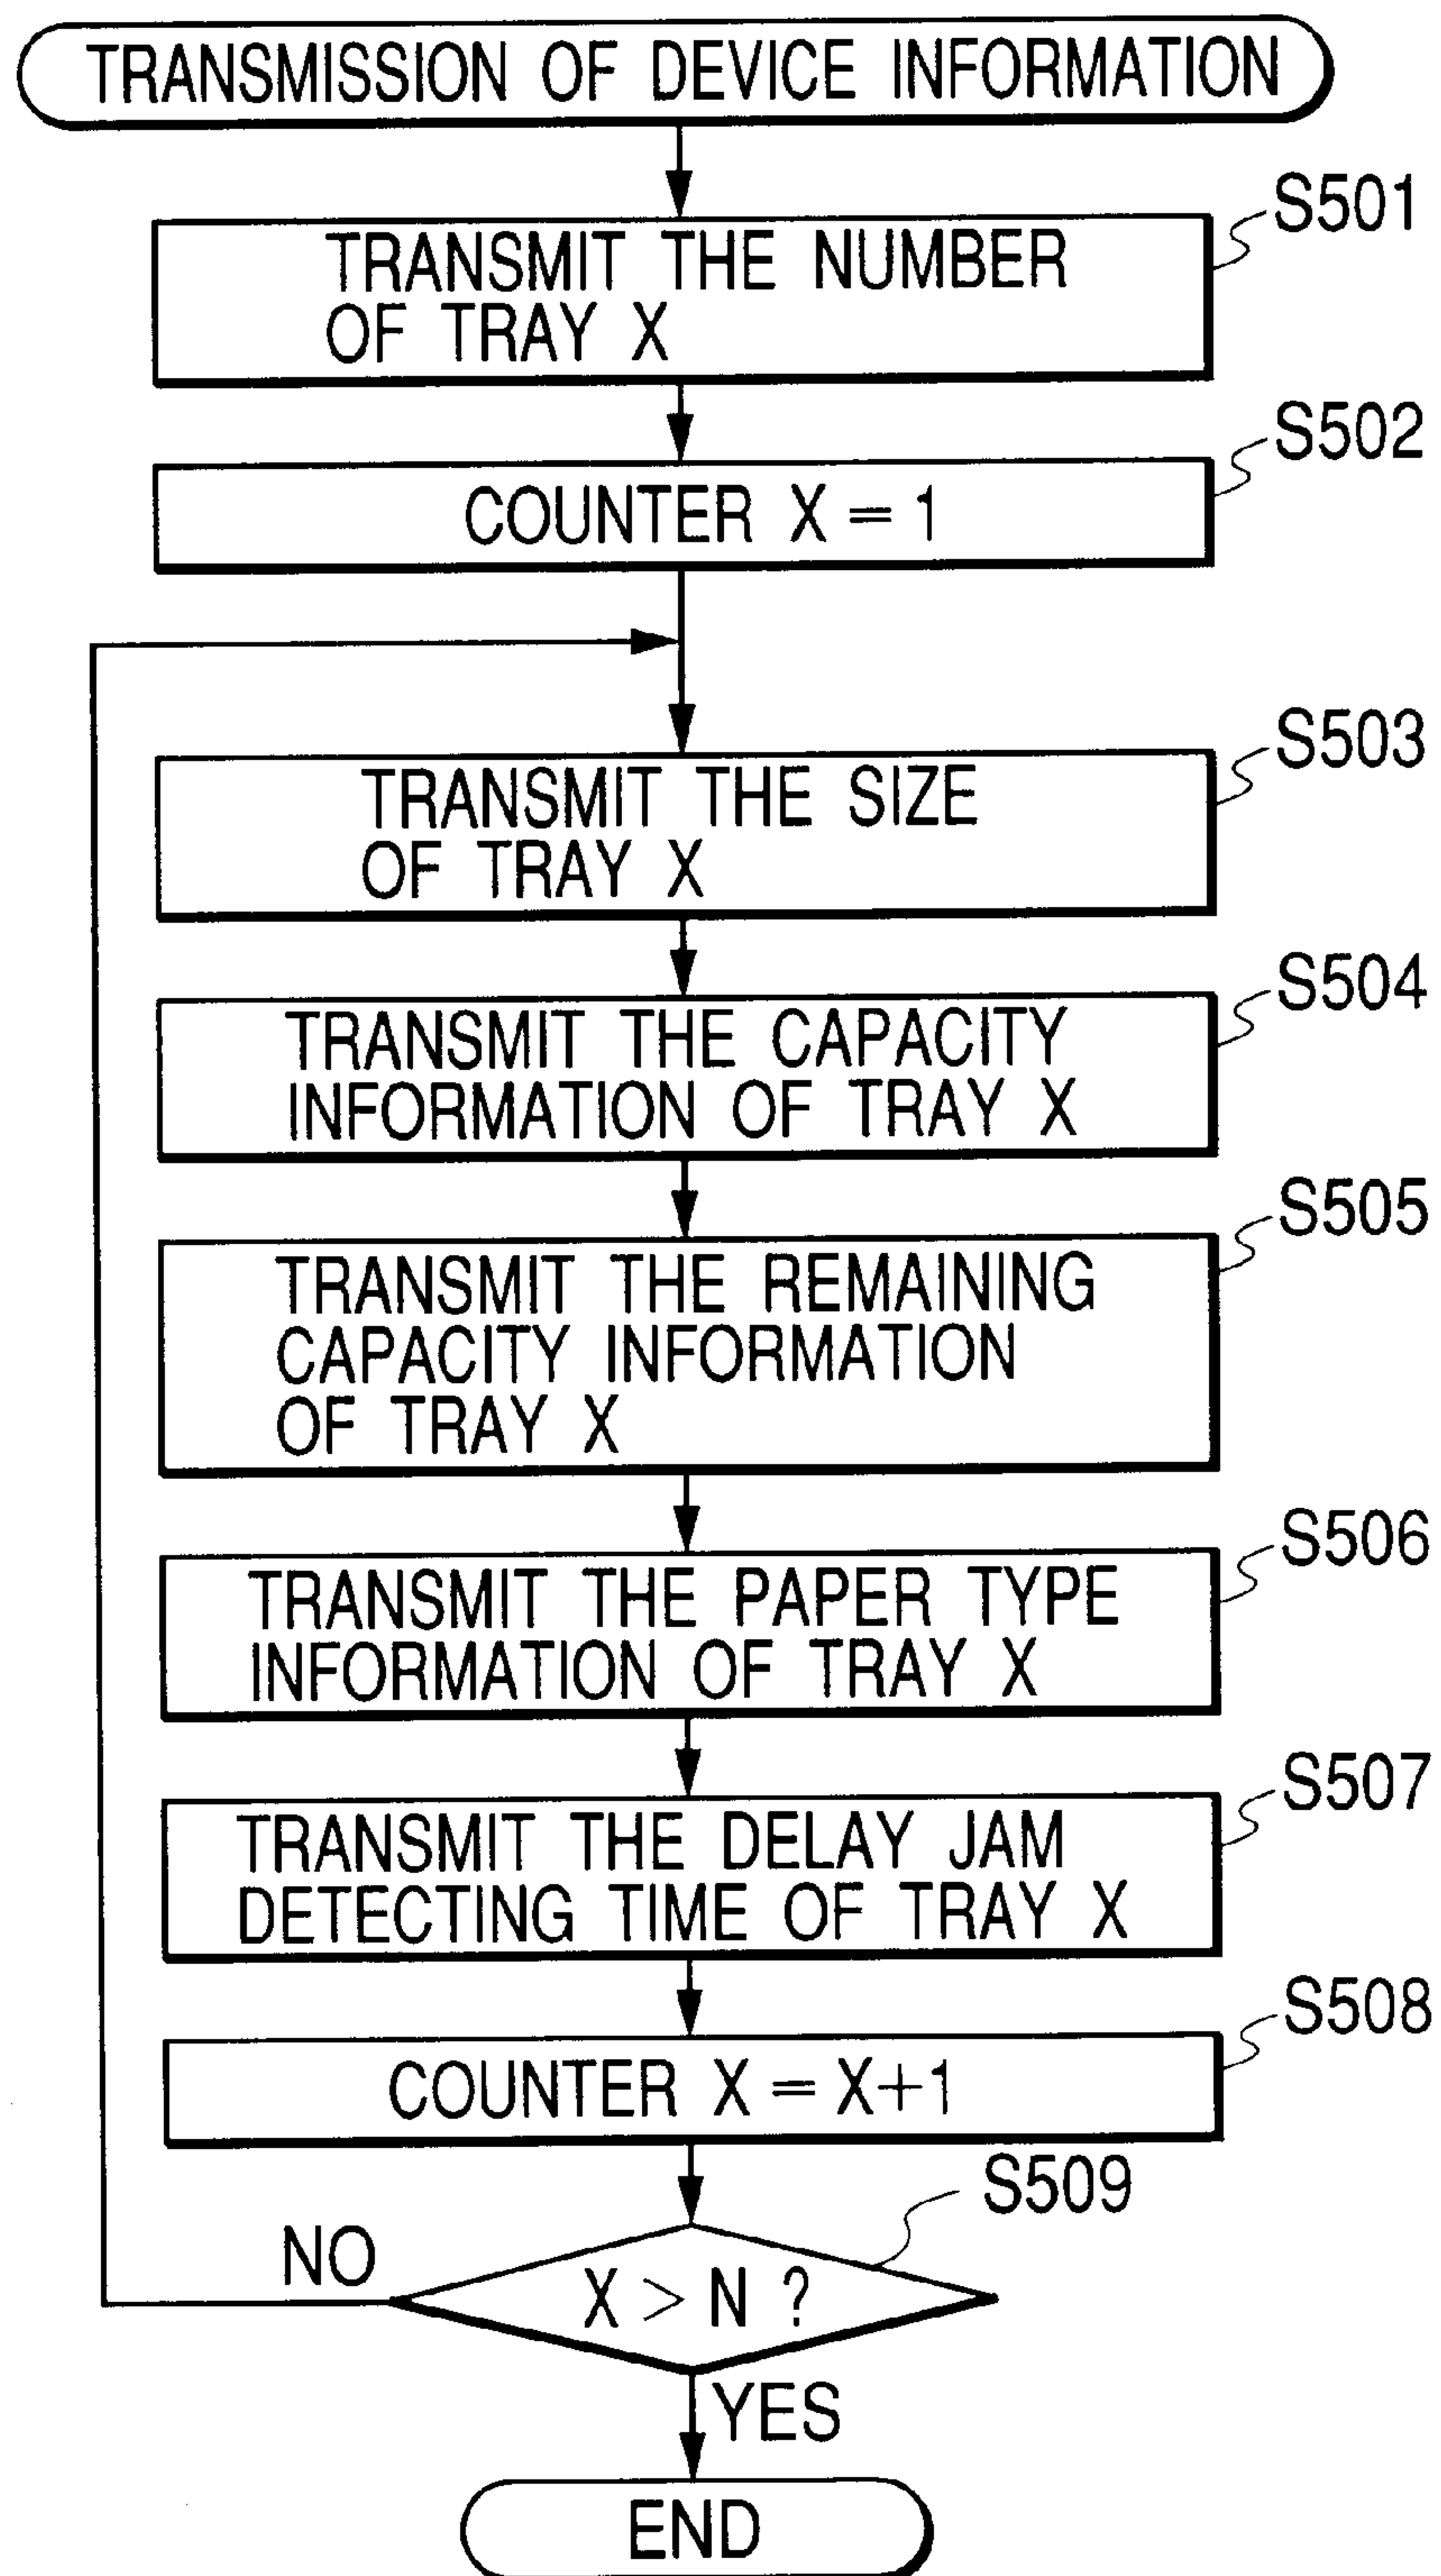 TRANSMISSION OF DEVICE INFORMATION
S501
TRANSMIT THE NUMBER
OF TRAY X
S502
COUNTER X = 1
S503
TRANSMIT THE SIZE
OF TRAY X
S504
TRANSMIT THE CAPACITY
INFORMATION OF TRAY X
S505
TRANSMIT THE REMAINING
CAPACITY INFORMATION
OF TRAY X
S506
TRANSMIT THE PAPER TYPE
INFORMATION OF TRAY X
S507
TRANSMIT THE DELAY JAM
DETECTING TIME OF TRAY X
S508
COUNTER X = X+1
S509
NO
X > N ?
YES
END